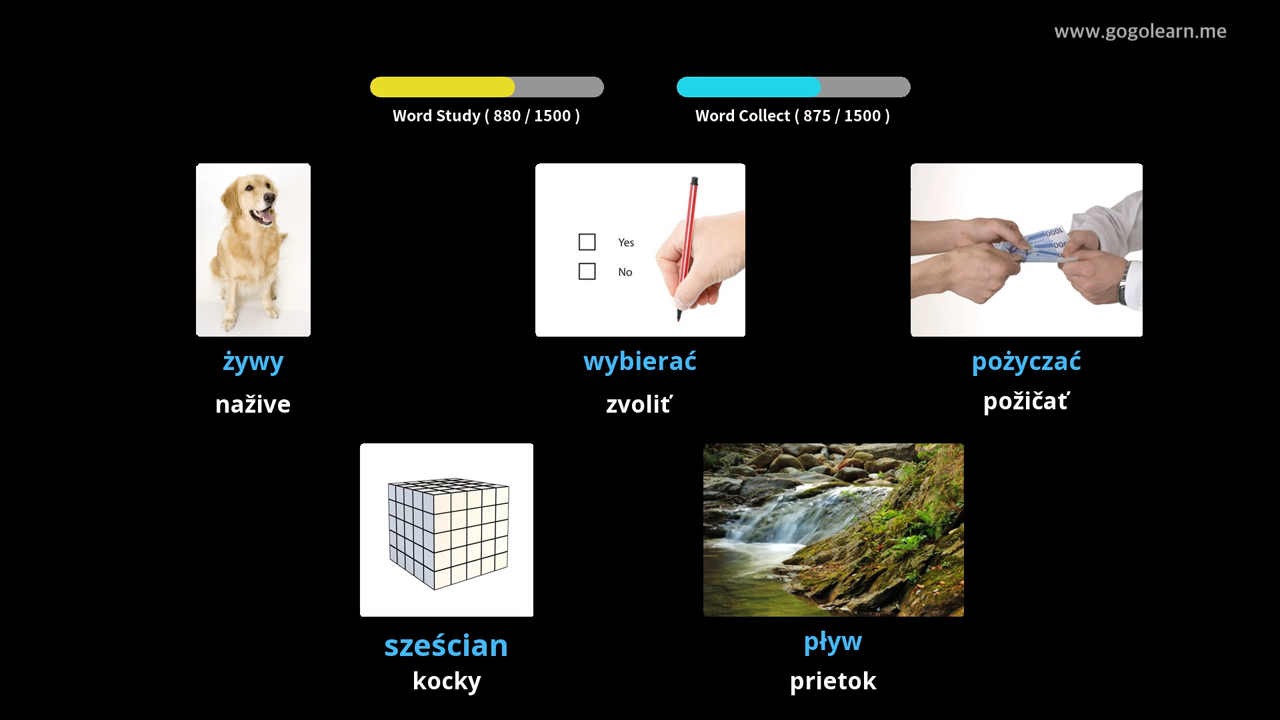 www.gogolearn.me
Word Study ( 880 / 1500 )
Word Collect ( 875 / 1500 )
Yes
No
1000
żywy
wybierać
pożyczać
nažive
zvoliť
požičať
sześcian
pływ
kocky
prietok